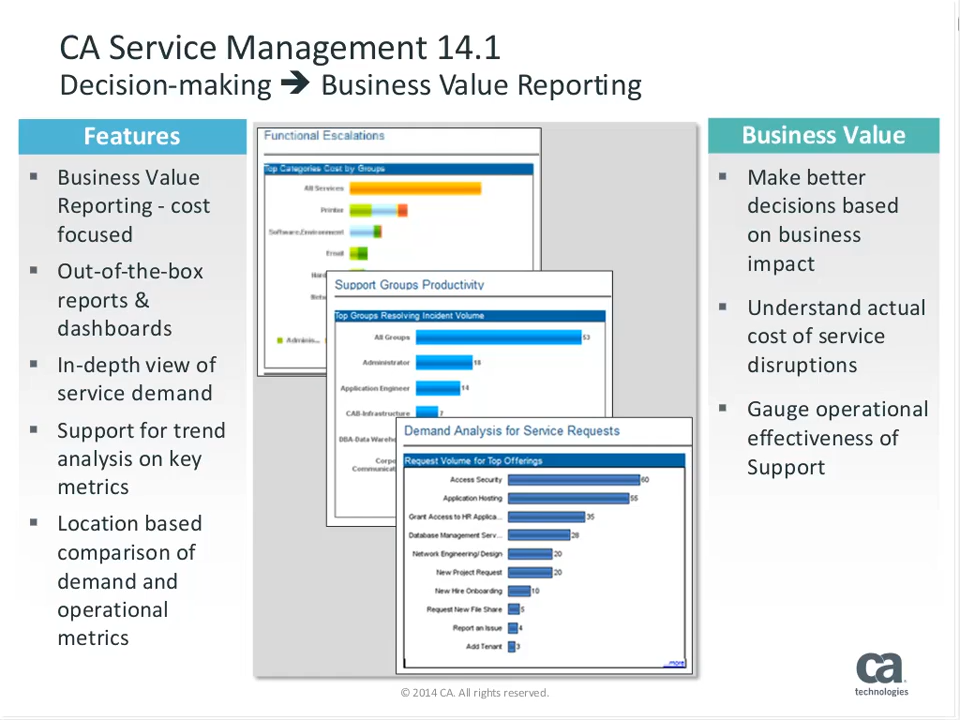 CA Service Management 14.1
Decision-making ➔ Business Value Reporting
Features
▪ Business Value
Reporting - cost
focused
▪ Out-of-the-box
reports &
dashboards
▪ In-depth view of
service demand
▪ Support for trend
analysis on key
metrics
▪ Location based
comparison of
demand and
operational
metrics
Functional Escalations
Top Categories Cost by Groups
All Services
Printer
Software.Environment
Email
Adminis...
Support Groups Productivity
Top Groups Resolving Incident Volume
All Groups 53
Administrator 18
Application Engineer 14
CAB-Infrastructure 7
DBA-Data
Demand Analysis for Service Requests
Request Volume for Top Offerings
Access Security 60
Application Hosting 55
Grant Access to HR Applica... 35
Database Management Serv... 28
Network Engineering/Design 20
New Project Request 20
New Hire Onboarding 10
Request New File Share 5
Report an Issue 4
Add Tenant 3
...more
Business Value
▪ Make better
decisions based
on business
impact
▪ Understand actual
cost of service
disruptions
▪ Gauge operational
effectiveness of
Support
© 2014 CA. All rights reserved.
ca
technologies